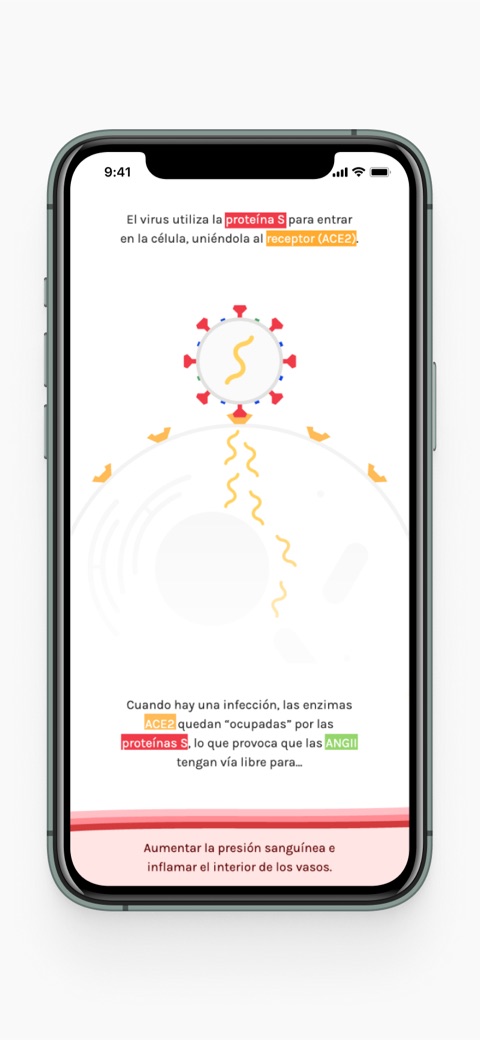 9:41
El virus utiliza la proteína S para entrar
en la célula, uniéndola al receptor (ACE2).
Cuando hay una infección, las enzimas
ACE2 quedan “ocupadas” por las
proteínas S, lo que provoca que las ANGII
tengan vía libre para...
Aumentar la presión sanguínea e
inflamar el interior de los vasos.